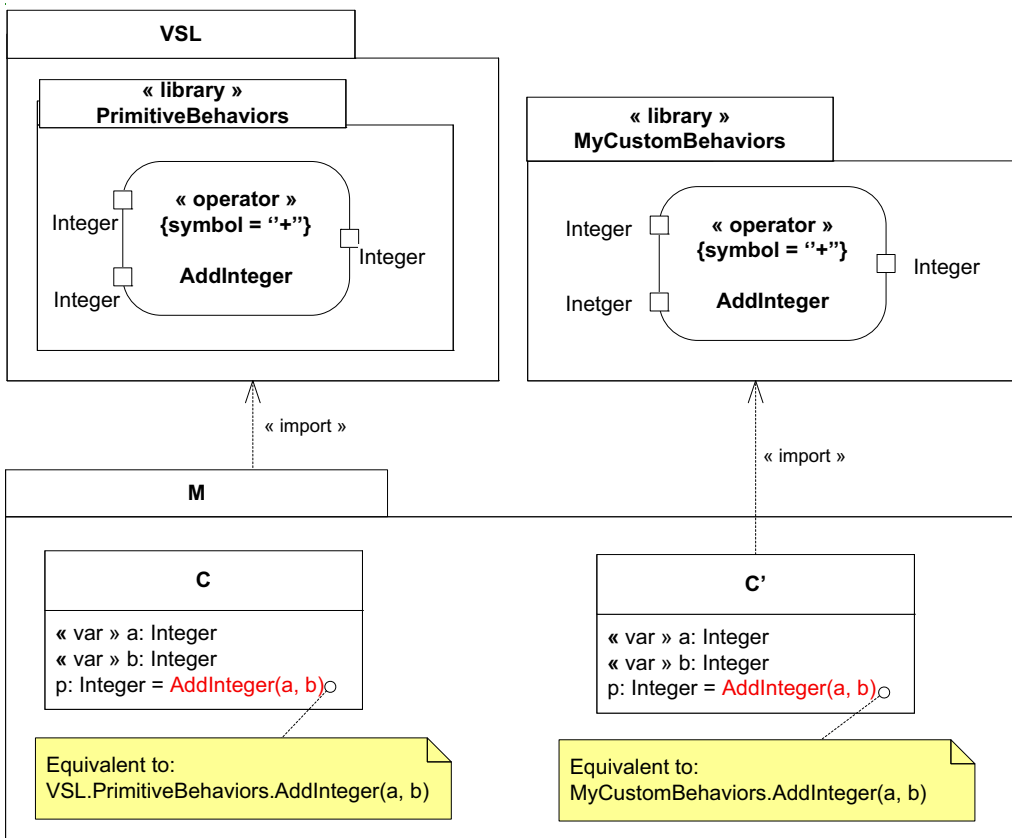 VSL
« library »
PrimitiveBehaviors
« operator »
{symbol = ‘’+’’}
AddInteger
Integer
Integer
Integer
« library »
MyCustomBehaviors
« operator »
{symbol = ‘’+’’}
AddInteger
Integer
Inetger
Integer
« import »
« import »
M
C
« var » a: Integer
« var » b: Integer
p: Integer = AddInteger(a, b)
Equivalent to:
VSL.PrimitiveBehaviors.AddInteger(a, b)
C’
« var » a: Integer
« var » b: Integer
p: Integer = AddInteger(a, b)
Equivalent to:
MyCustomBehaviors.AddInteger(a, b)